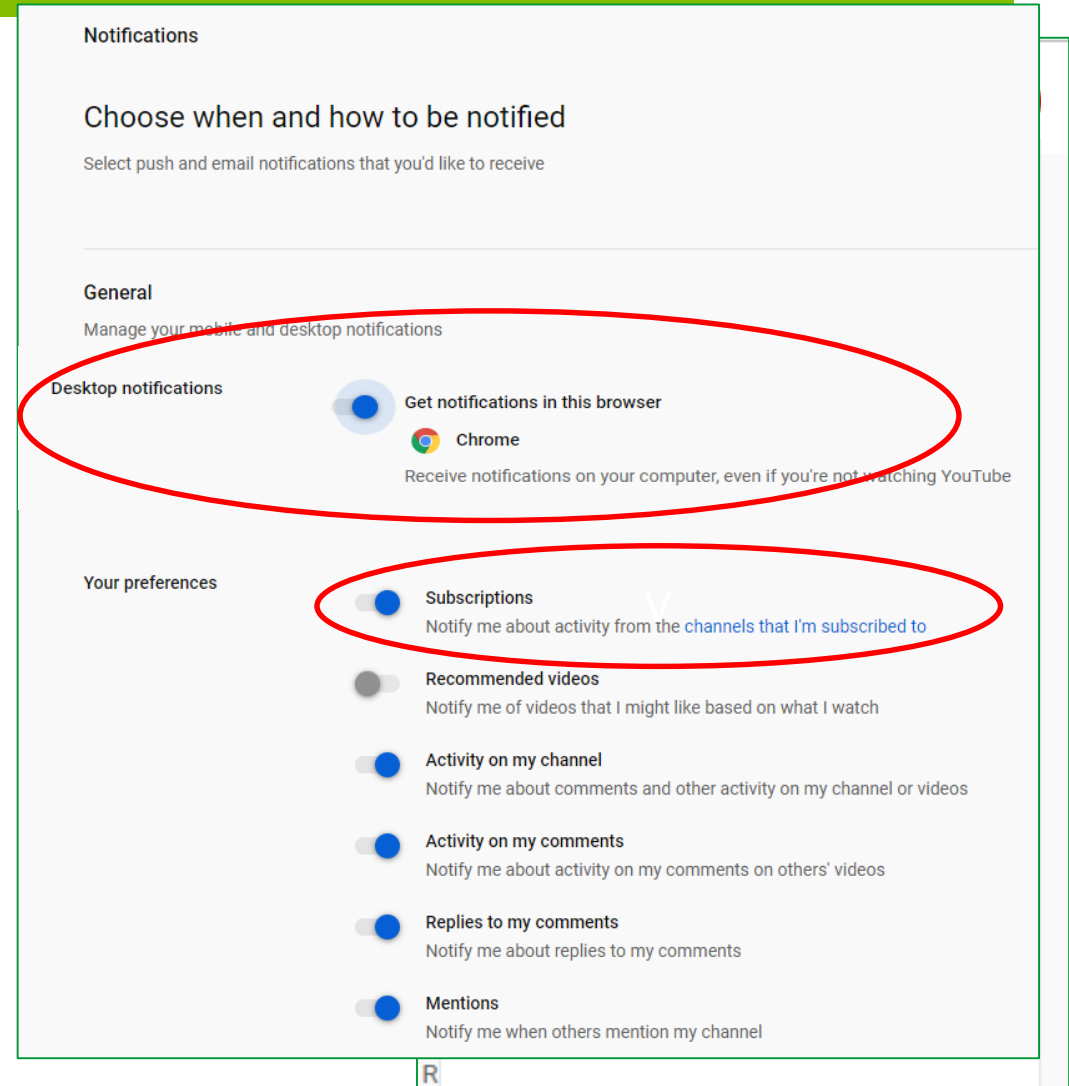 Notifications
Choose when and how to be notified
Select push and email notifications that you'd like to receive
General
Manage your mobile and desktop notifications
Desktop notifications
Get notifications in this browser
Chrome
Receive notifications on your computer, even if you're not watching YouTube
Your preferences
Subscriptions
V
Notify me about activity from the channels that I'm subscribed to
Recommended videos
Notify me of videos that I might like based on what I watch
Activity on my channel
Notify me about comments and other activity on my channel or videos
Activity on my comments
Notify me about activity on my comments on others' videos
Replies to my comments
Notify me about replies to my comments
Mentions
Notify me when others mention my channel
R